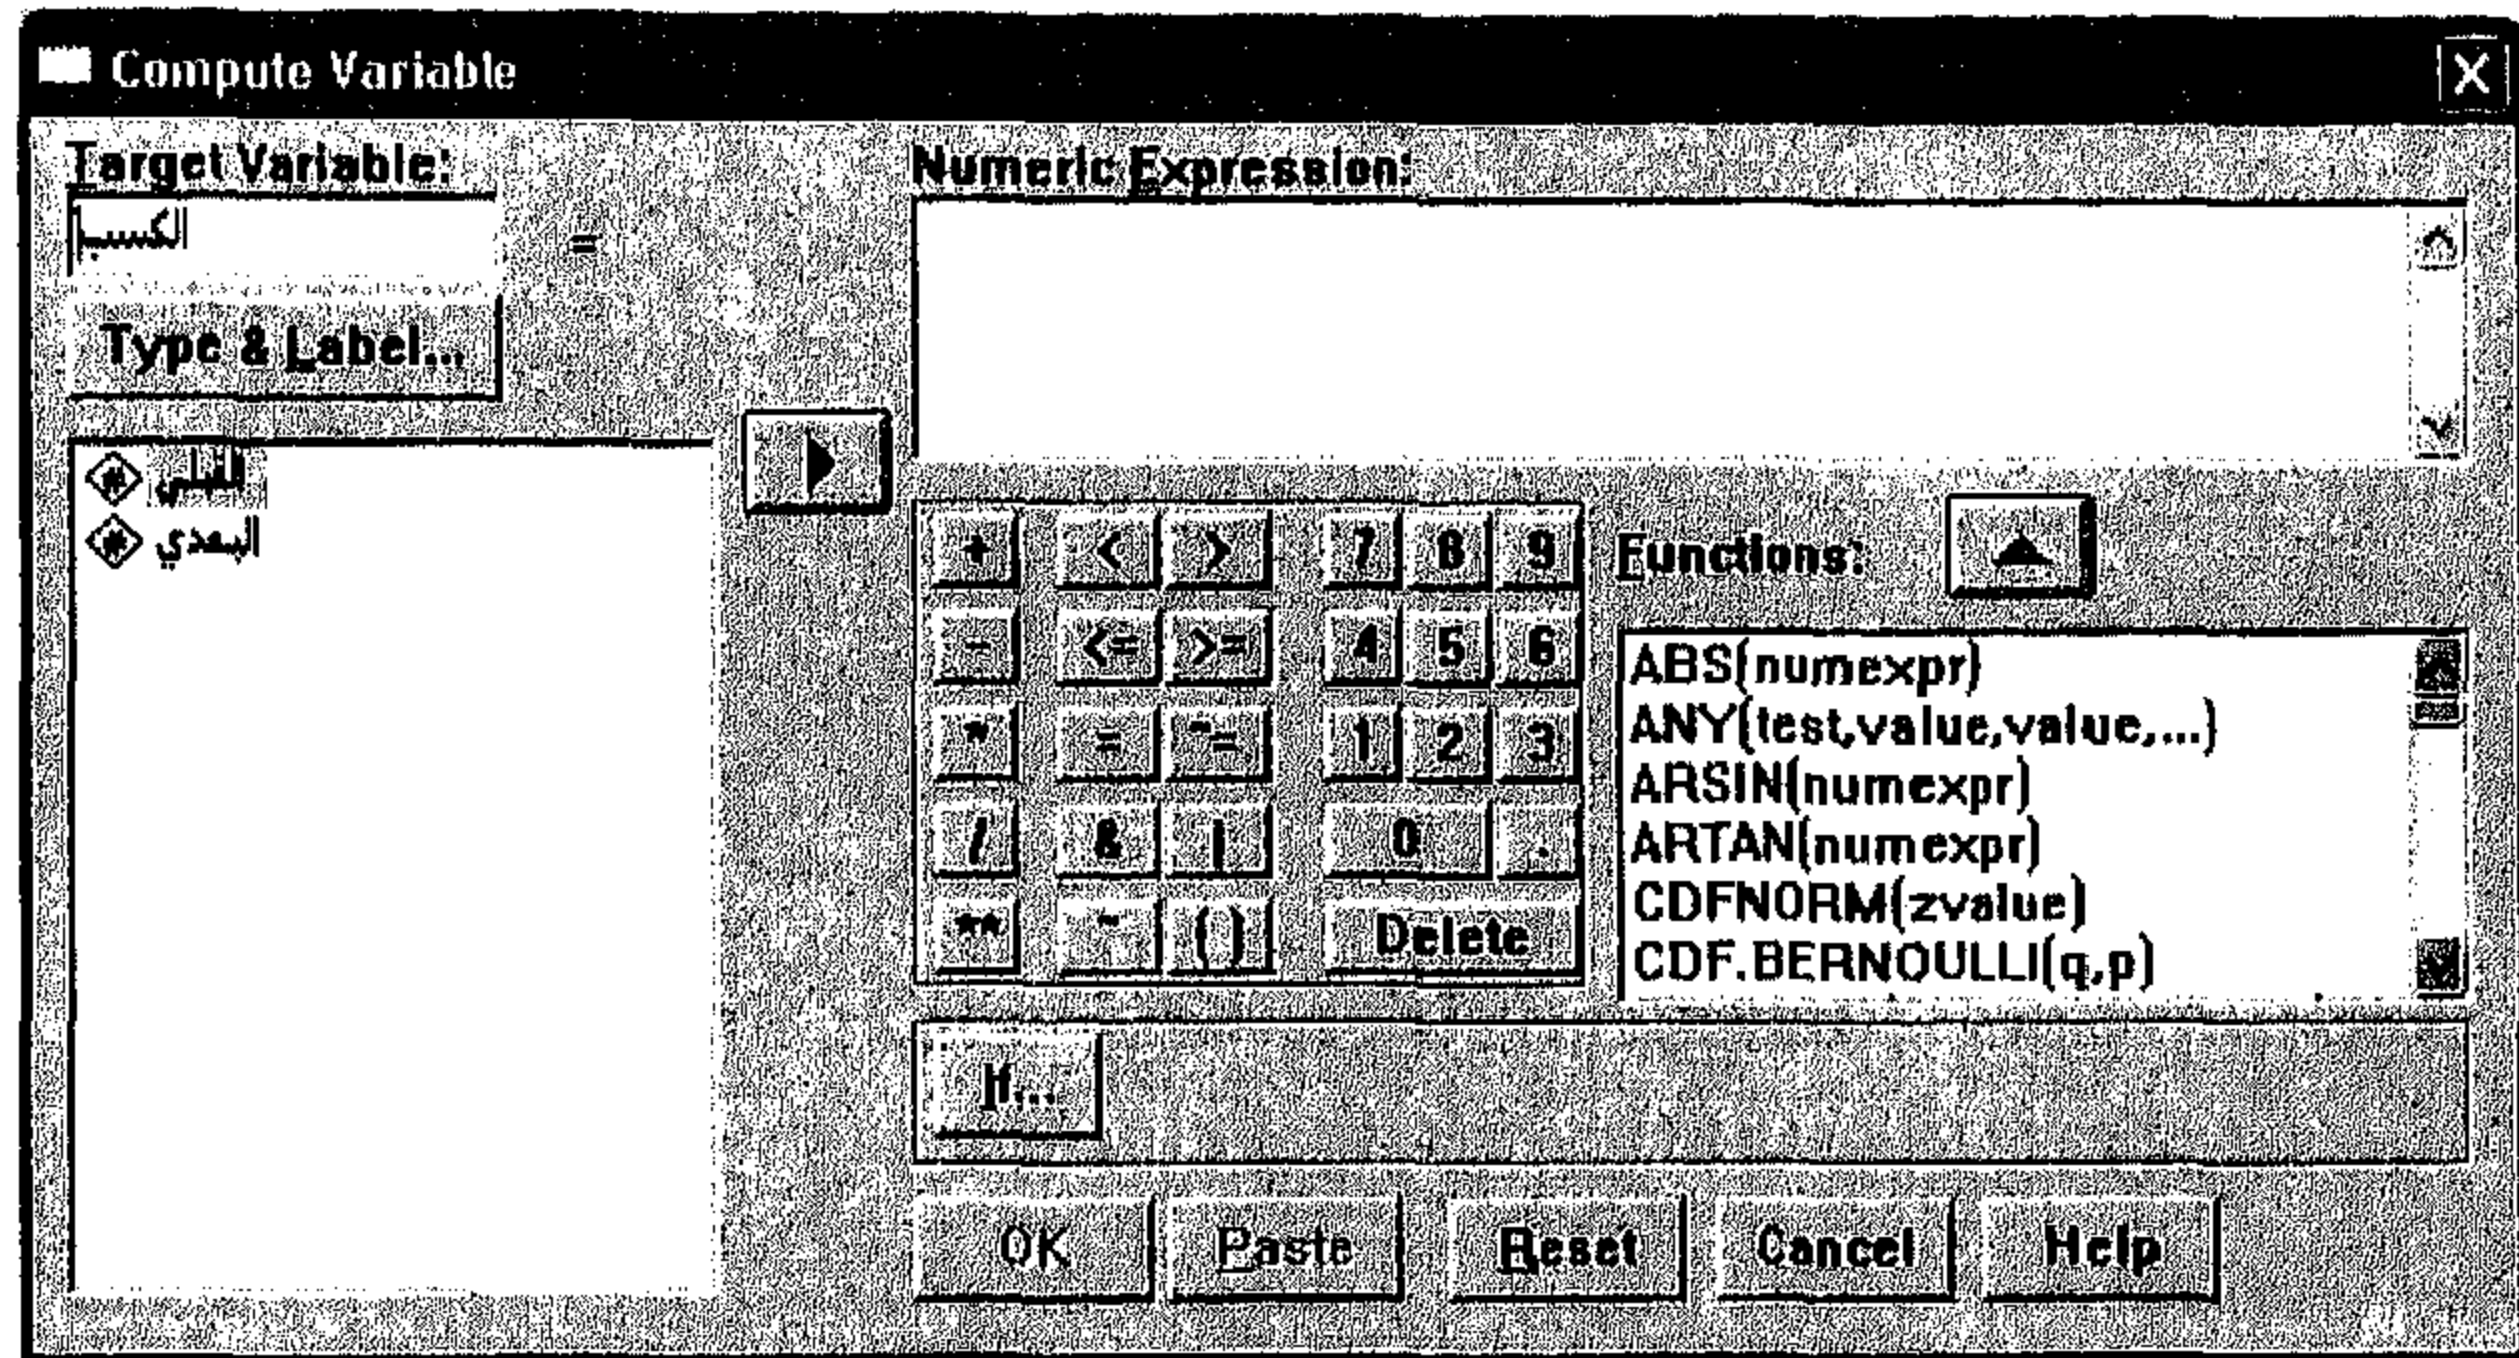 Compute Variable
Target Variable:
الكسب
=
Type & Label...
القبلي
البعدي
Numeric Expression:
+ < > 7 8 9
- <= >= 4 5 6
* = ~= 1 2 3
/ & | 0 .
** ~ () Delete
Functions:
ABS(numexpr)
ANY(test,value,value,...)
ARSIN(numexpr)
ARTAN(numexpr)
CDFNORM(zvalue)
CDF.BERNOULLI(q,p)
If...
OK Paste Reset Cancel Help